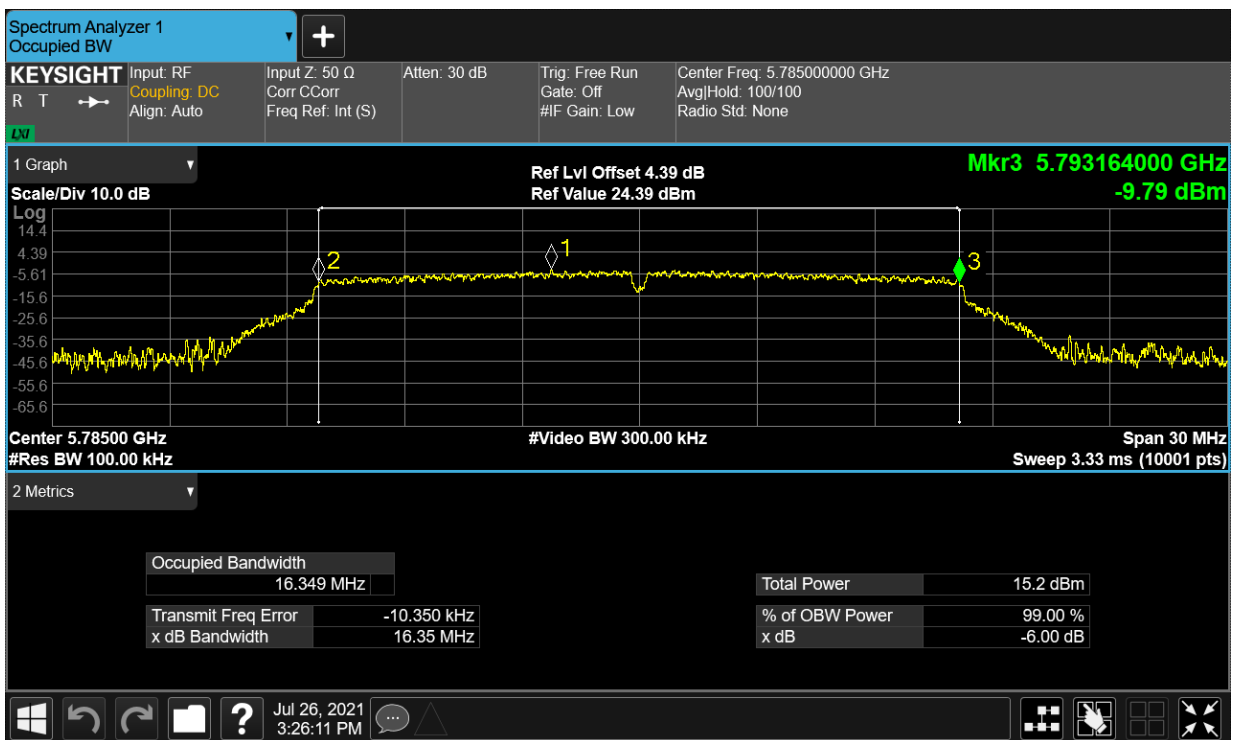 Spectrum Analyzer 1
Occupied BW
▼
+
KEYSIGHT
R T
LXI
Input: RF
Coupling: DC
Align: Auto
Input Z: 50 Ω
Corr CCorr
Freq Ref: Int (S)
Atten: 30 dB
Trig: Free Run
Gate: Off
#IF Gain: Low
Center Freq: 5.785000000 GHz
Avg|Hold: 100/100
Radio Std: None
1 Graph ▼
Scale/Div 10.0 dB
Ref Lvl Offset 4.39 dB
Ref Value 24.39 dBm
Mkr3 5.793164000 GHz
-9.79 dBm
Log
14.4
4.39
-5.61
-15.6
-25.6
-35.6
-45.6
-55.6
-65.6
2
1
3
Center 5.78500 GHz
#Res BW 100.00 kHz
#Video BW 300.00 kHz
Span 30 MHz
Sweep 3.33 ms (10001 pts)
2 Metrics ▼
Occupied Bandwidth
16.349 MHz
Transmit Freq Error -10.350 kHz
x dB Bandwidth 16.35 MHz
Total Power 15.2 dBm
% of OBW Power 99.00 %
x dB -6.00 dB
?
Jul 26, 2021
3:26:11 PM